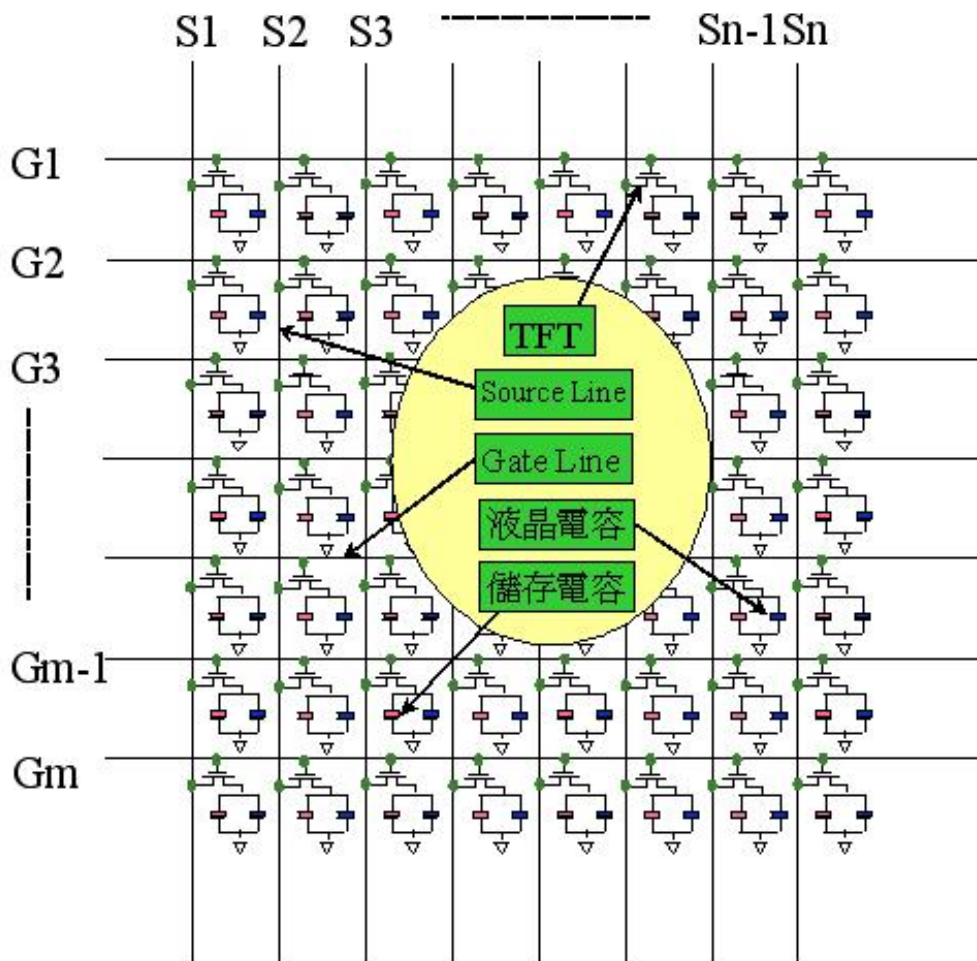 S1 S2 S3 Sn-1Sn
G1
G2
TFT
G3
Source Line
Gate Line
液晶電容
儲存電容
Gm-1
Gm